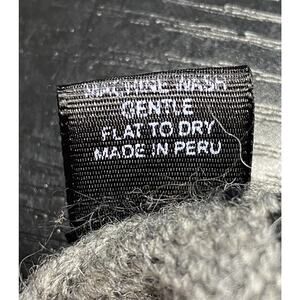 MACHINE WASH
GENTLE
FLAT TO DRY
MADE IN PERU